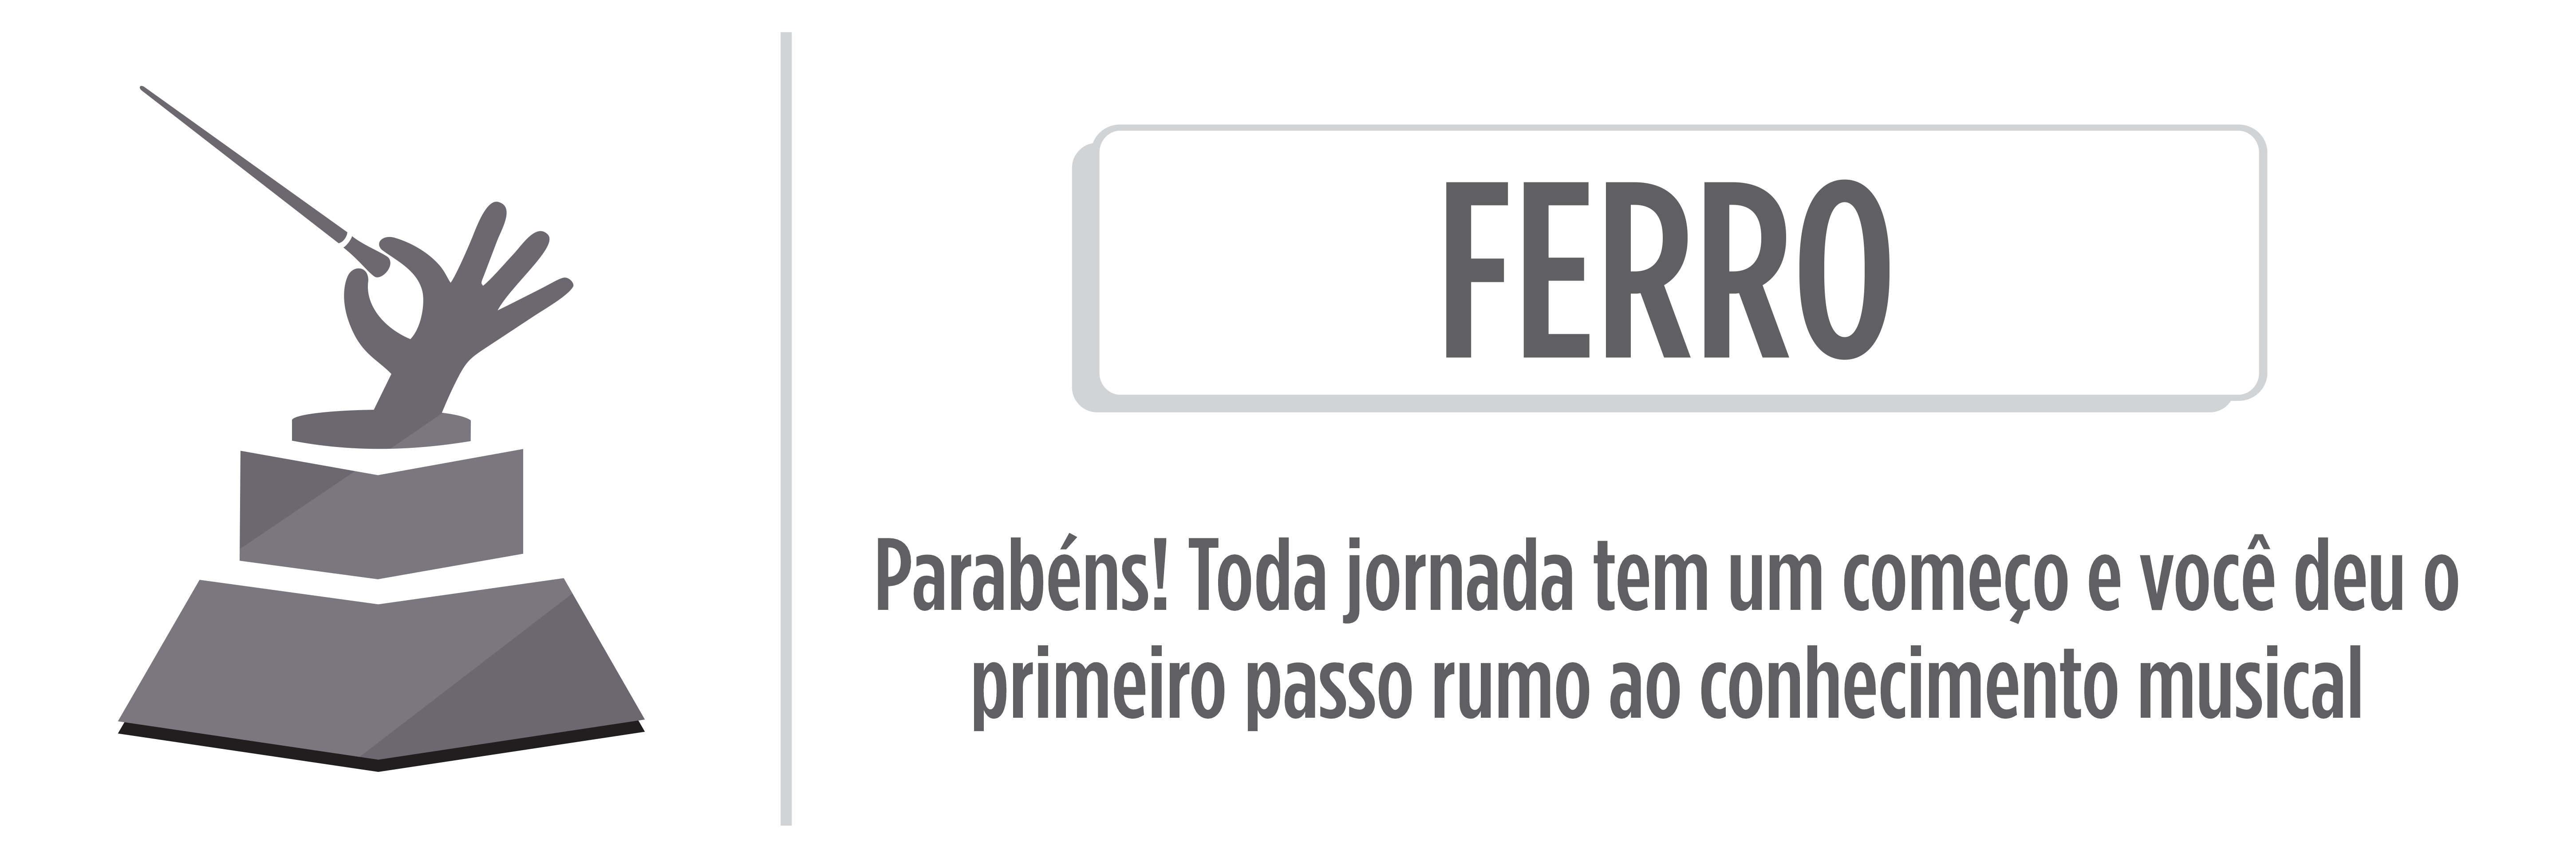 FERRO
Parabéns! Toda jornada tem um começo e você deu o
primeiro passo rumo ao conhecimento musical